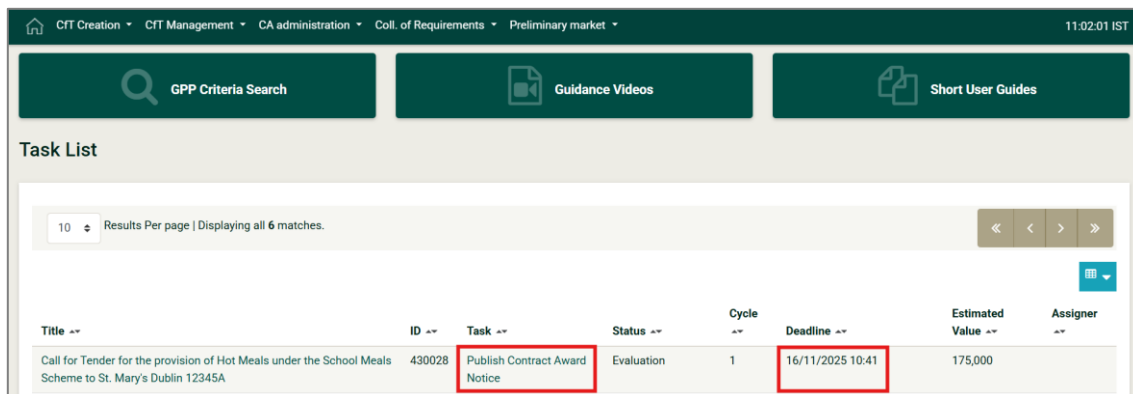 CfT Creation CfT Management CA administration Coll. of Requirements Preliminary market 11:02:01 IST
GPP Criteria Search Guidance Videos Short User Guides
Task List
10 Results Per page | Displaying all 6 matches.
« < > »
Cycle Estimated Assigner
Title ID Task Status Deadline Value
Call for Tender for the provision of Hot Meals under the School Meals 430028 Publish Contract Award Evaluation 1 16/11/2025 10:41 175,000
Scheme to St. Mary's Dublin 12345A Notice